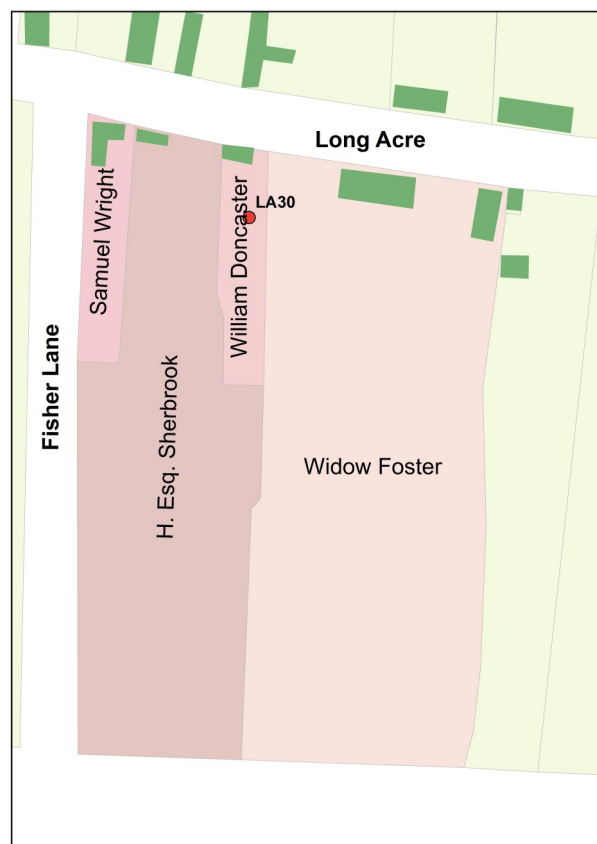 Long Acre
LA30
Samuel Wright
William Doncaster
Fisher Lane
H. Esq. Sherbrook
Widow Foster